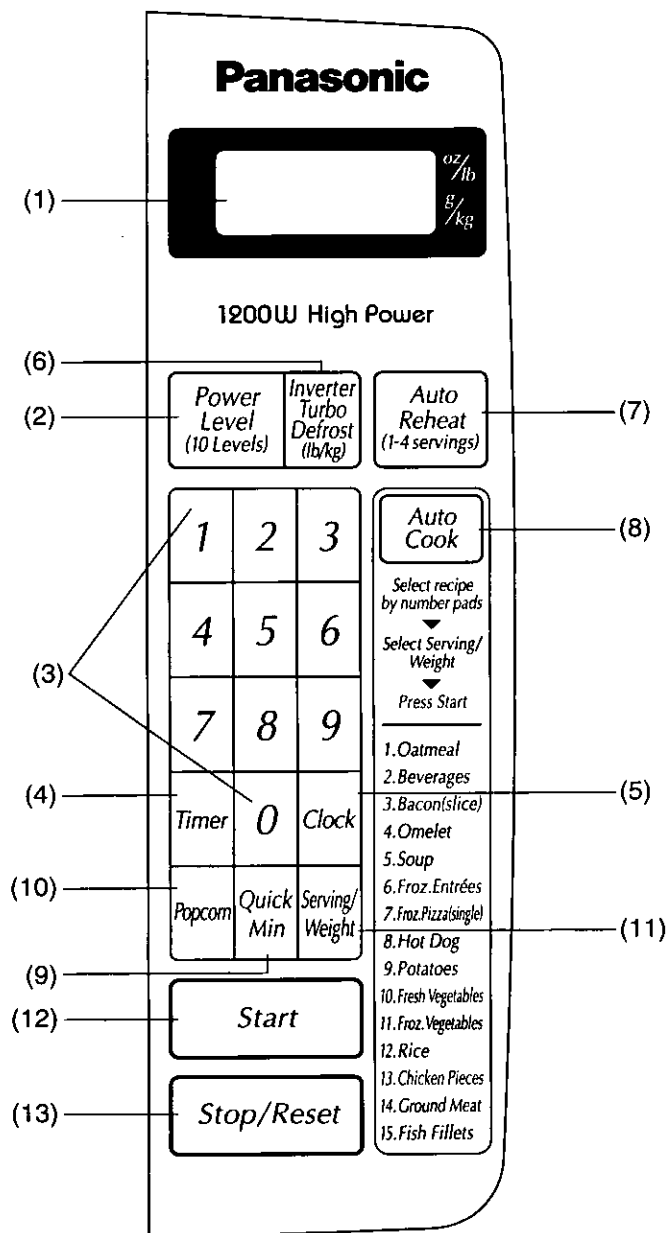 Panasonic
oz/lb
g/kg
(1)
1200W High Power
(6)
(2)
Power
Level
(10 Levels)
Inverter
Turbo
Defrost
(lb/kg)
Auto
Reheat
(1-4 servings)
(7)
1 2 3
4 5 6
7 8 9
(3)
(4)
Timer 0 Clock
(5)
(10)
Popcorn
Quick
Min
Serving/
Weight
(9)
(11)
(12)
Start
(13)
Stop/Reset
Auto
Cook
(8)
Select recipe
by number pads
Select Serving/
Weight
Press Start
1.Oatmeal
2.Beverages
3.Bacon(slice)
4.Omelet
5.Soup
6.Froz.Entrées
7.Froz.Pizza(single)
8.Hot Dog
9.Potatoes
10.Fresh Vegetables
11.Froz.Vegetables
12.Rice
13.Chicken Pieces
14.Ground Meat
15.Fish Fillets